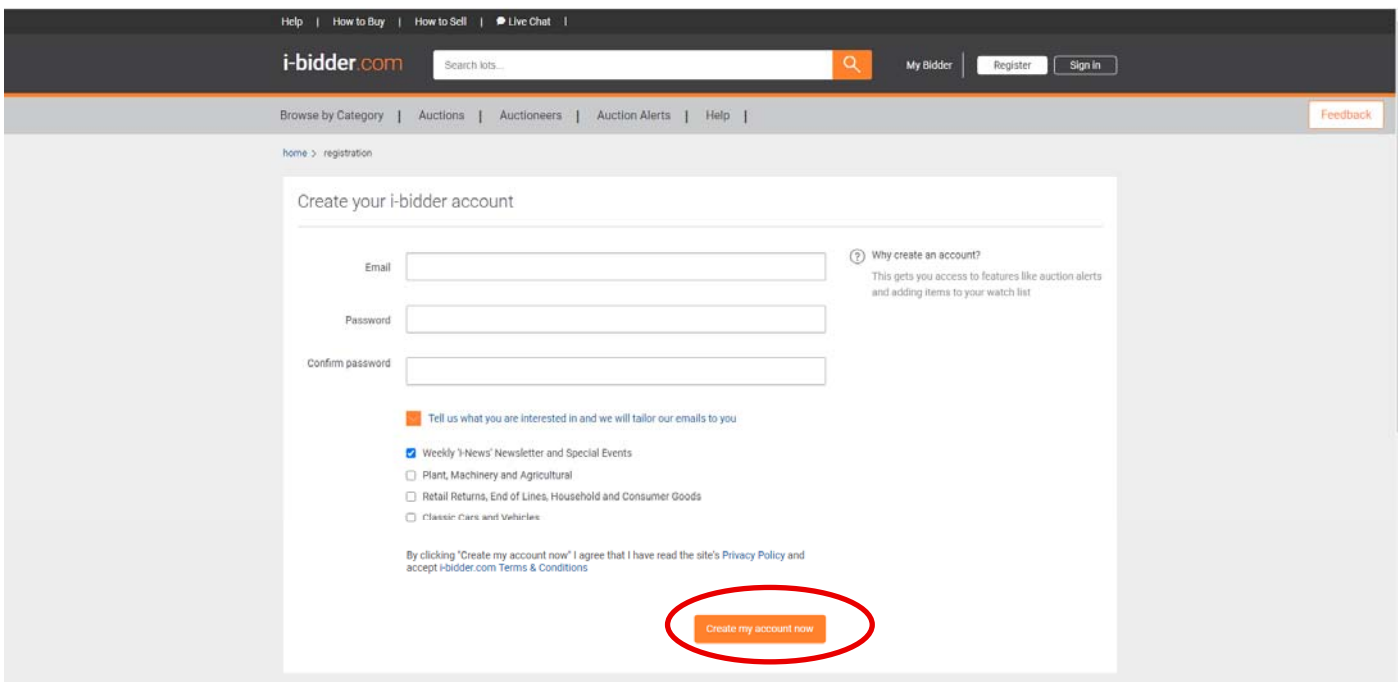 Help | How to Buy | How to Sell | Live Chat |
i-bidder.com Search lots... My Bidder Register Sign in
Browse by Category | Auctions | Auctioneers | Auction Alerts | Help | Feedback
home > registration
Create your i-bidder account
Email
Why create an account?
This gets you access to features like auction alerts
and adding items to your watch list
Password
Confirm password
Tell us what you are interested in and we will tailor our emails to you
Weekly 'i-News' Newsletter and Special Events
Plant, Machinery and Agricultural
Retail Returns, End of Lines, Household and Consumer Goods
Classic Cars and Vehicles
By clicking "Create my account now" I agree that I have read the site's Privacy Policy and
accept i-bidder.com Terms & Conditions
Create my account now